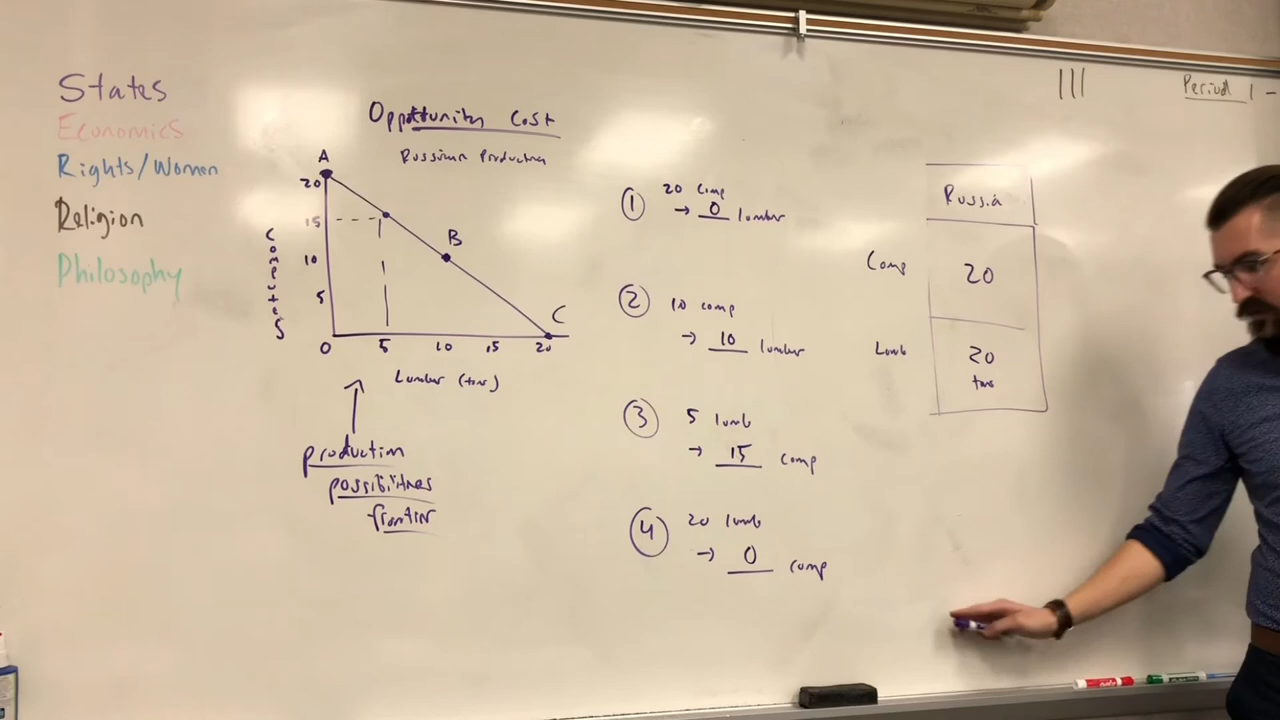 States
Economics
Rights/Women
Religion
Philosophy
Opportunity Cost
Russian Production
A
20
15
10
5
0
B
C
5 10 15 20
Computers
Lumber (tons)
production
possibilities
frontier
① 20 Comp
→ 0 lumber
② 10 comp
→ 10 lumber
③ 5 lumb
→ 15 comp
④ 20 lumb
→ 0 comp
Russia
Comp 20
Lumb 20
tons
III
Period 1 -